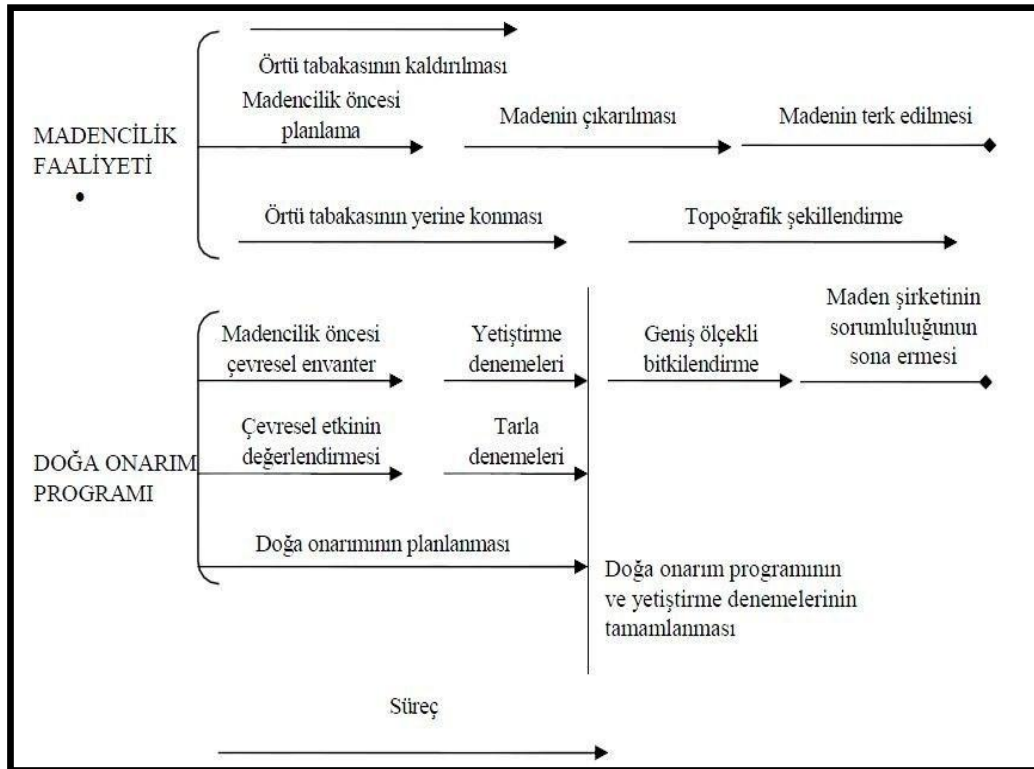 Örtü tabakasının kaldırılması
Madencilik öncesi
planlama
Madenin çıkarılması
Madenin terk edilmesi
MADENCİLİK
FAALİYETİ
Örtü tabakasının yerine konması
Topoğrafik şekillendirme
Madencilik öncesi
çevresel envanter
Yetiştirme
denemeleri
Geniş ölçekli
bitkilendirme
Maden şirketinin
sorumluluğunun
sona ermesi
Çevresel etkinin
değerlendirmesi
Tarla
denemeleri
DOĞA ONARIM
PROGRAMI
Doğa onarımının planlanması
Doğa onarım programının
ve yetiştirme denemelerinin
tamamlanması
Süreç